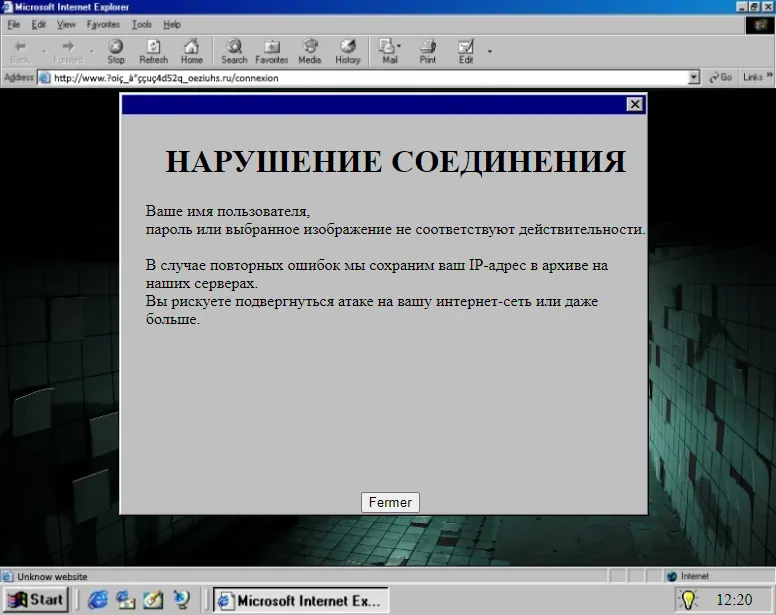 Microsoft Internet Explorer
File Edit View Favorites Tools Help
Back Forward Stop Refresh Home Search Favorites Media History Mail Print Edit
Address http://www.?oiç_à"ççuç4d52q_oeziuhs.ru/connexion Go Links »
НАРУШЕНИЕ СОЕДИНЕНИЯ
Ваше имя пользователя,
пароль или выбранное изображение не соответствуют действительности.
В случае повторных ошибок мы сохраним ваш IP-адрес в архиве на
наших серверах.
Вы рискуете подвергнуться атаке на вашу интернет-сеть или даже
больше.
Fermer
Unknow website Internet
Start Microsoft Internet Ex... 12:20